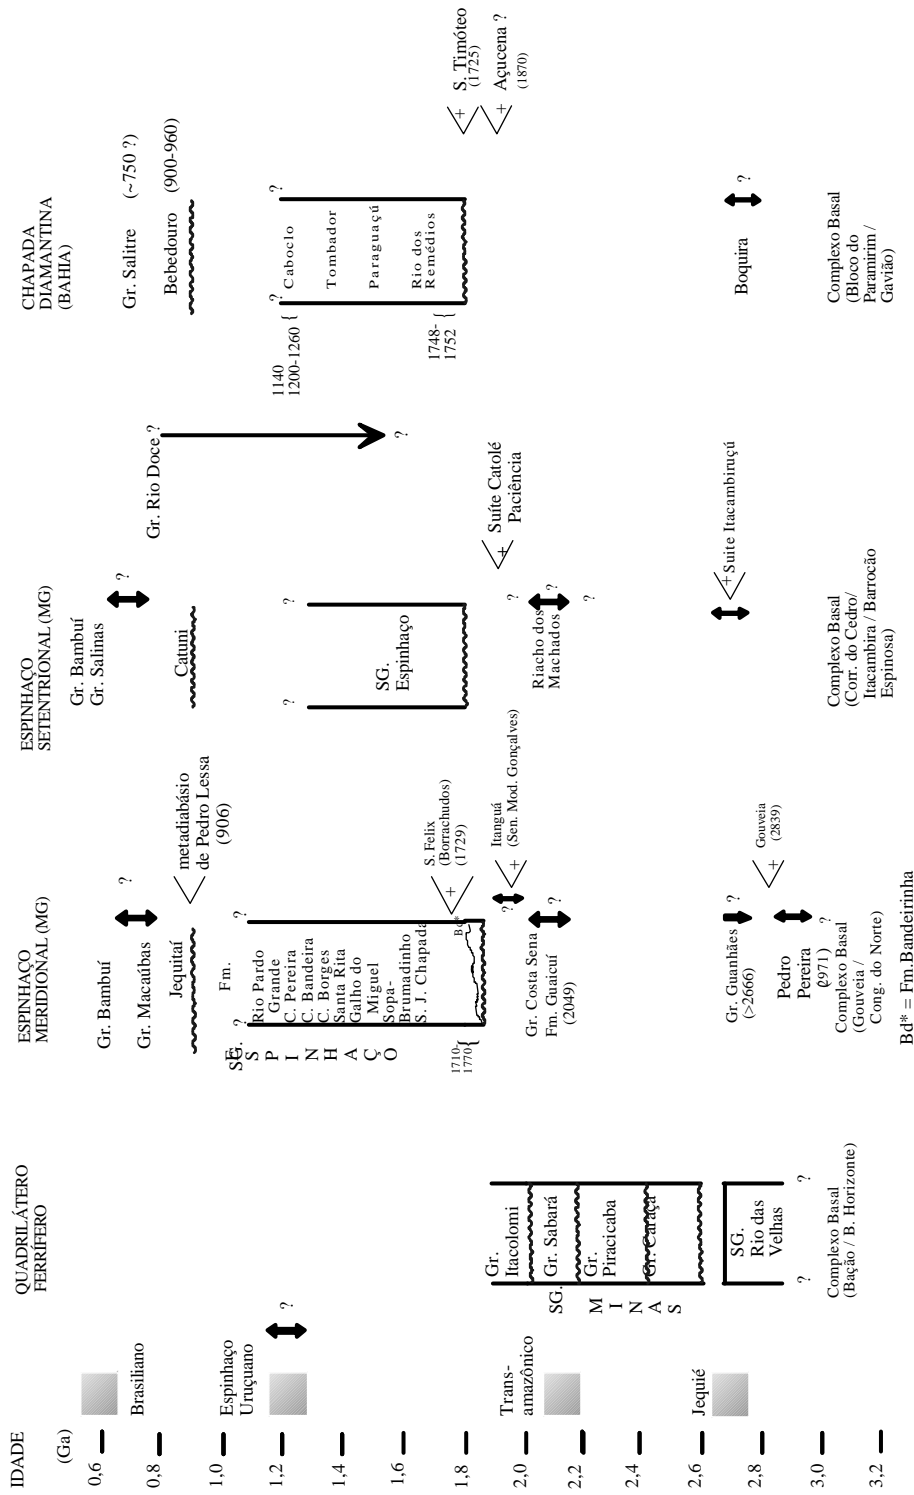 IDADE
(Ga)
0,6
0,8
1,0
1,2
1,4
1,6
1,8
2,0
2,2
2,4
2,6
2,8
3,0
3,2
Brasiliano
Espinhaço
Uruçuano
?
Trans-
amazônico
Jequié
QUADRILÁTERO
FERRÍFERO
Gr.
Itacolomi
Gr. Sabará
Gr.
Piracicaba
Gr. Caraça
SG.
M I N A S
SG.
Rio das
Velhas
?
?
Complexo Basal
(Bação / B. Horizonte)
ESPINHAÇO
MERIDIONAL (MG)
Gr. Bambuí
Gr. Macaúbas
?
Jequitaí
metadiabásio
de Pedro Lessa
(906)
?
Fm.
?
SG.
E S P I N H A Ç O
Rio Pardo
Grande
C. Pereira
C. Bandeira
C. Borges
Santa Rita
Galho do
Miguel
Sopa-
Brumadinho
S. J. Chapada
Bd*
1710-
1770{
S. Felix
(Borrachudos)
(1729)
+
Itanguá
(Sen. Mod. Gonçalves)
+
?
Gr. Costa Sena
Fm. Guaicuí
(2049)
?
Gr. Guanhães
(>2666)
?
Gouveia
(2839)
+
Pedro
Pereira
(2971)
?
Complexo Basal
(Gouveia /
Cong. do Norte)
Bd* = Fm.Bandeirinha
ESPINHAÇO
SETENTRIONAL (MG)
Gr. Bambuí
Gr. Salinas
?
Catuni
Gr. Rio Doce ?
?
?
?
SG.
Espinhaço
Suíte Catolé
Paciência
+
?
Riacho dos
Machados
?
Suite Itacambiruçú
+
Complexo Basal
(Corr. do Cedro/
Itacambira / Barrocão
Espinosa)
CHAPADA
DIAMANTINA
(BAHIA)
Gr. Salitre (~750 ?)
Bebedouro (900-960)
1140
1200-1260 {
?
?
Caboclo
Tombador
Paraguaçú
Rio dos
Remédios
1748-
1752 {
S. Timóteo
(1725)
+
Açucena ?
(1870)
+
Boquira
?
Complexo Basal
(Bloco do
Paramirim /
Gavião)